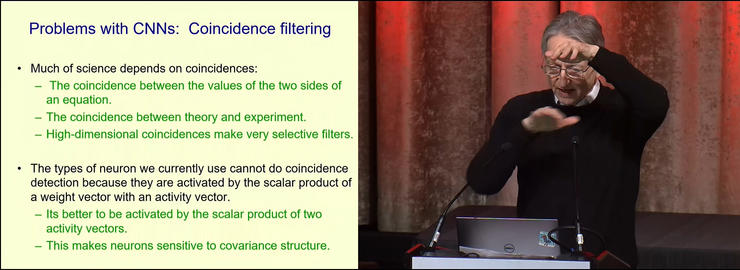 Problems with CNNs: Coincidence filtering
• Much of science depends on coincidences:
– The coincidence between the values of the two sides of
an equation.
– The coincidence between theory and experiment.
– High-dimensional coincidences make very selective filters.
• The types of neuron we currently use cannot do coincidence
detection because they are activated by the scalar product of
a weight vector with an activity vector.
– Its better to be activated by the scalar product of two
activity vectors.
– This makes neurons sensitive to covariance structure.
DELL